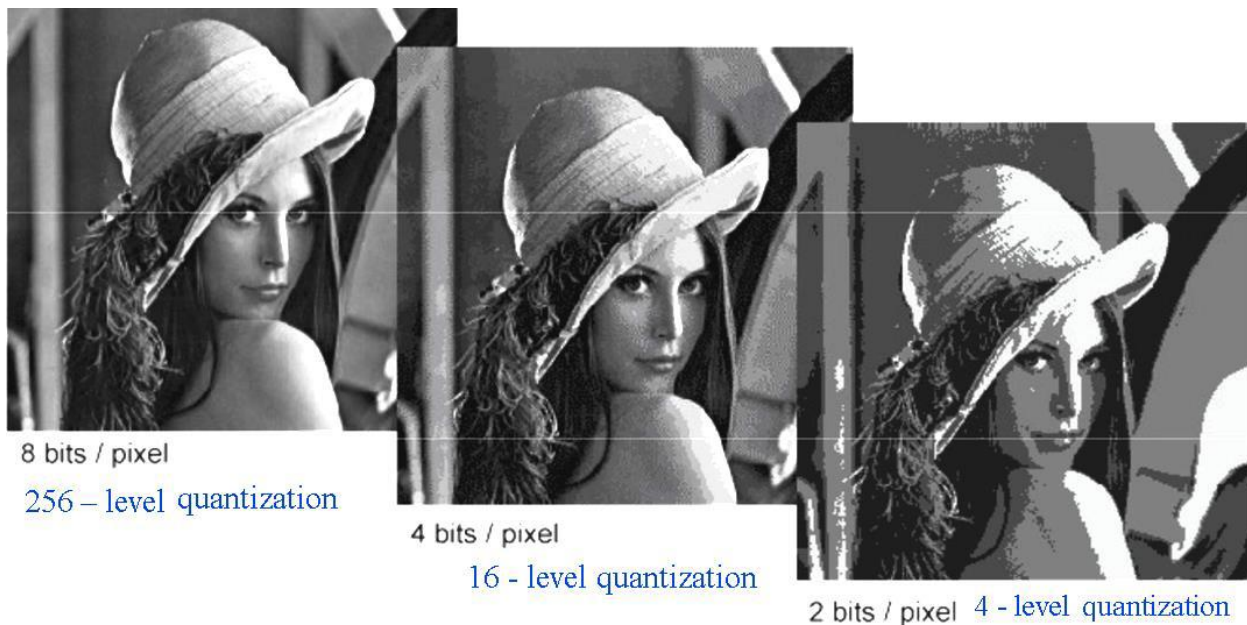 8 bits / pixel
256 – level quantization
4 bits / pixel
16 - level quantization
2 bits / pixel 4 - level quantization